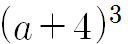 (a + 4)³